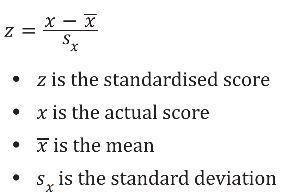 z = (x − x̄) / sₓ
• z is the standardised score
• x is the actual score
• x̄ is the mean
• sₓ is the standard deviation